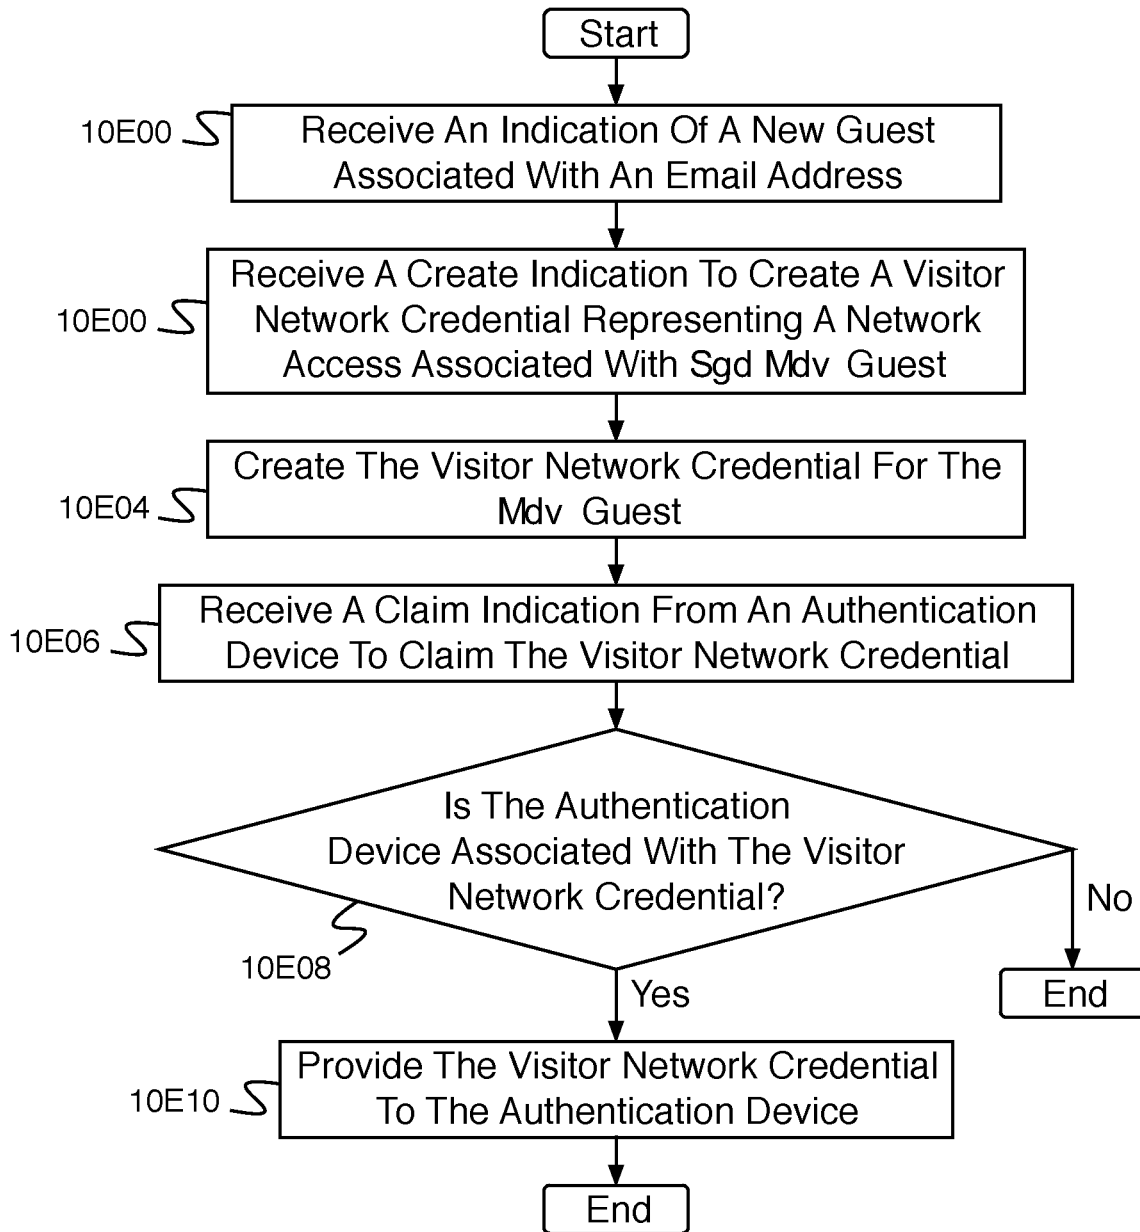 Start
10E00
Receive An Indication Of A New Guest
Associated With An Email Address
10E00
Receive A Create Indication To Create A Visitor
Network Credential Representing A Network
Access Associated With Sgd Mdv Guest
10E04
Create The Visitor Network Credential For The
Mdv Guest
10E06
Receive A Claim Indication From An Authentication
Device To Claim The Visitor Network Credential
Is The Authentication
Device Associated With The Visitor
Network Credential?
10E08
No
End
Yes
10E10
Provide The Visitor Network Credential
To The Authentication Device
End